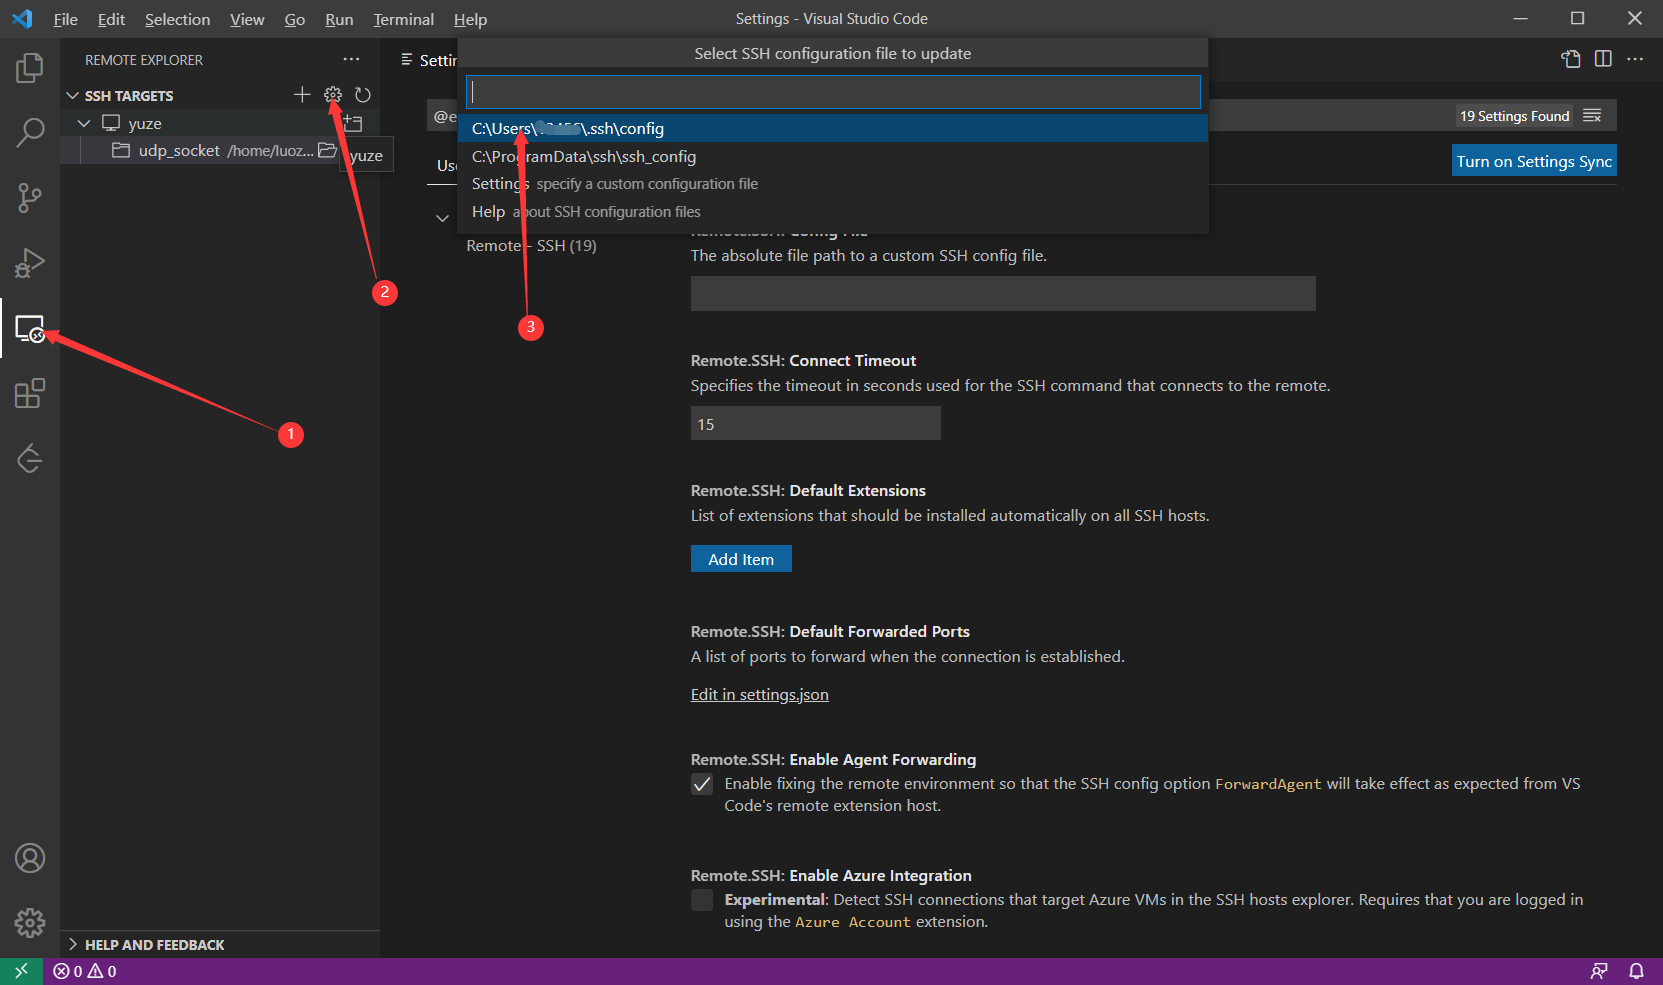 File Edit Selection View Go Run Terminal Help
Settings - Visual Studio Code
REMOTE EXPLORER
SSH TARGETS
yuze
udp_socket /home/luoz...
yuze
Select SSH configuration file to update
C:\Users\ \.ssh\config
C:\ProgramData\ssh\ssh_config
Settings specify a custom configuration file
Help about SSH configuration files
@e
19 Settings Found
Turn on Settings Sync
Remote - SSH (19)
The absolute file path to a custom SSH config file.
Remote.SSH: Connect Timeout
Specifies the timeout in seconds used for the SSH command that connects to the remote.
15
Remote.SSH: Default Extensions
List of extensions that should be installed automatically on all SSH hosts.
Add Item
Remote.SSH: Default Forwarded Ports
A list of ports to forward when the connection is established.
Edit in settings.json
Remote.SSH: Enable Agent Forwarding
Enable fixing the remote environment so that the SSH config option ForwardAgent will take effect as expected from VS
Code's remote extension host.
Remote.SSH: Enable Azure Integration
Experimental: Detect SSH connections that target Azure VMs in the SSH hosts explorer. Requires that you are logged in
using the Azure Account extension.
1
2
3
HELP AND FEEDBACK
0 0